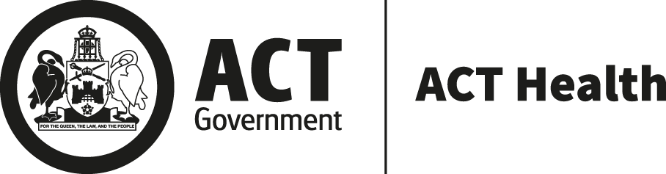 ACT
Government
FOR THE QUEEN, THE LAW, AND THE PEOPLE
ACT Health